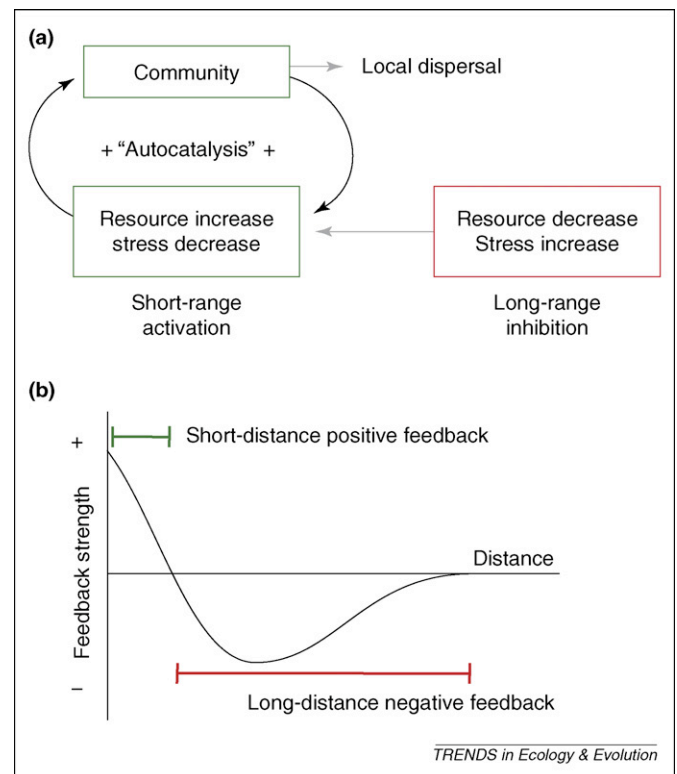 (a)
Community
Local dispersal
+ “Autocatalysis” +
Resource increase
stress decrease
Resource decrease
Stress increase
Short-range
activation
Long-range
inhibition
(b)
+
Short-distance positive feedback
Feedback strength
Distance
–
Long-distance negative feedback
TRENDS in Ecology & Evolution